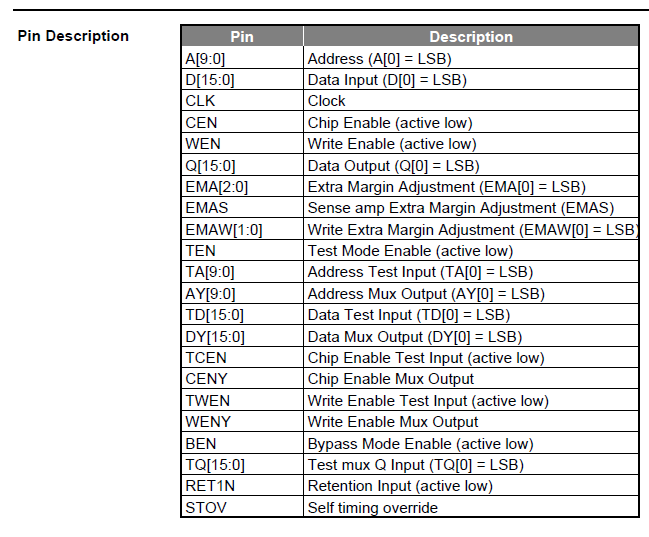 Pin Description
Pin Description
A[9:0] Address (A[0] = LSB)
D[15:0] Data Input (D[0] = LSB)
CLK Clock
CEN Chip Enable (active low)
WEN Write Enable (active low)
Q[15:0] Data Output (Q[0] = LSB)
EMA[2:0] Extra Margin Adjustment (EMA[0] = LSB)
EMAS Sense amp Extra Margin Adjustment (EMAS)
EMAW[1:0] Write Extra Margin Adjustment (EMAW[0] = LSB)
TEN Test Mode Enable (active low)
TA[9:0] Address Test Input (TA[0] = LSB)
AY[9:0] Address Mux Output (AY[0] = LSB)
TD[15:0] Data Test Input (TD[0] = LSB)
DY[15:0] Data Mux Output (DY[0] = LSB)
TCEN Chip Enable Test Input (active low)
CENY Chip Enable Mux Output
TWEN Write Enable Test Input (active low)
WENY Write Enable Mux Output
BEN Bypass Mode Enable (active low)
TQ[15:0] Test mux Q Input (TQ[0] = LSB)
RET1N Retention Input (active low)
STOV Self timing override